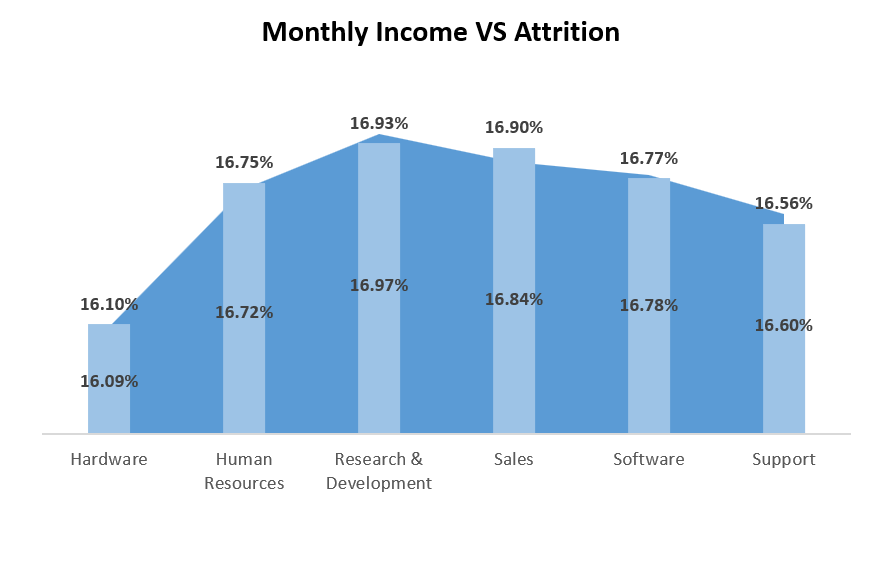 Monthly Income VS Attrition
16.10%
16.75%
16.93%
16.90%
16.77%
16.56%
16.09%
16.72%
16.97%
16.84%
16.78%
16.60%
Hardware
Human
Resources
Research &
Development
Sales
Software
Support